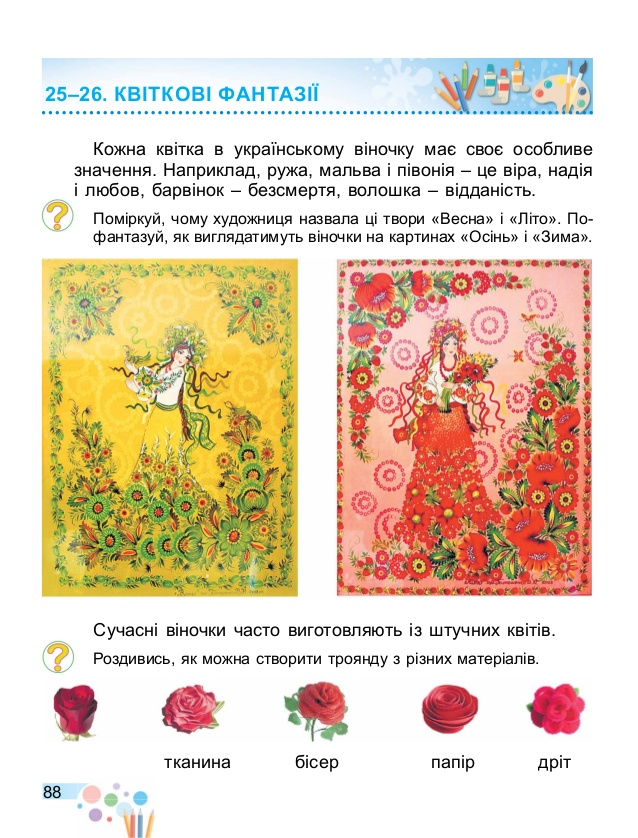 25–26. КВІТКОВІ ФАНТАЗІЇ
Кожна квітка в українському віночку має своє особливе
значення. Наприклад, ружа, мальва і півонія – це віра, надія
і любов, барвінок – безсмертя, волошка – відданість.
Поміркуй, чому художниця назвала ці твори «Весна» і «Літо». По-
фантазуй, як виглядатимуть віночки на картинах «Осінь» і «Зима».
Сучасні віночки часто виготовляють із штучних квітів.
Роздивись, як можна створити троянду з різних матеріалів.
тканина бісер папір дріт
88